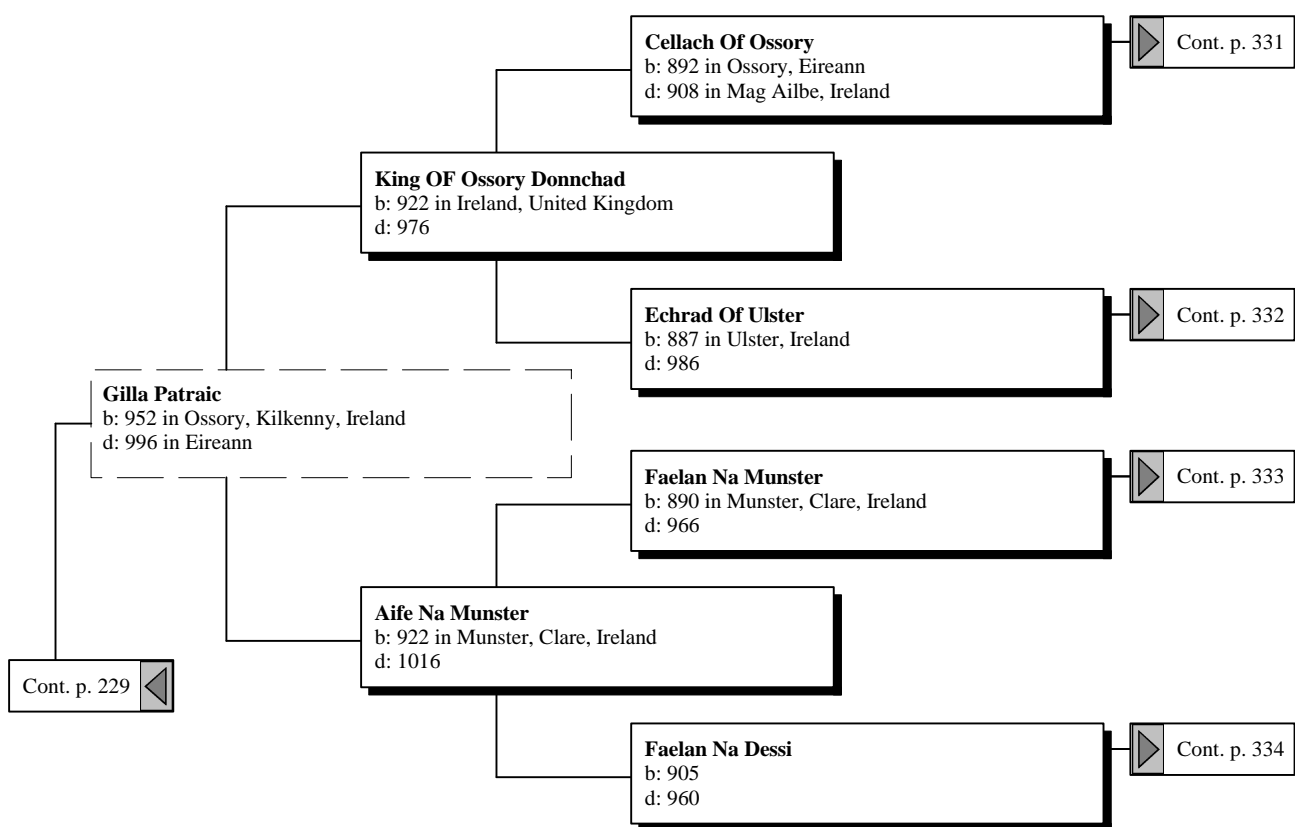 Cellach Of Ossory
b: 892 in Ossory, Eireann
d: 908 in Mag Ailbe, Ireland
Cont. p. 331
King OF Ossory Donnchad
b: 922 in Ireland, United Kingdom
d: 976
Echrad Of Ulster
b: 887 in Ulster, Ireland
d: 986
Cont. p. 332
Gilla Patraic
b: 952 in Ossory, Kilkenny, Ireland
d: 996 in Eireann
Faelan Na Munster
b: 890 in Munster, Clare, Ireland
d: 966
Cont. p. 333
Aife Na Munster
b: 922 in Munster, Clare, Ireland
d: 1016
Cont. p. 229
Faelan Na Dessi
b: 905
d: 960
Cont. p. 334